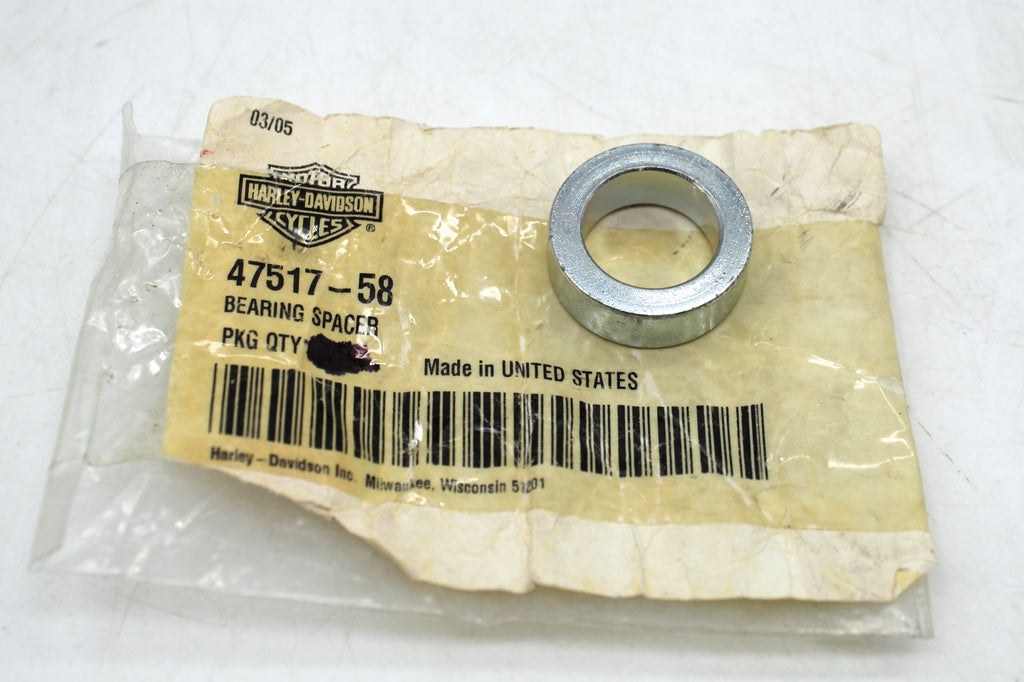 03/05
MOTOR
HARLEY-DAVIDSON
CYCLES
®
47517-58
BEARING SPACER
PKG QTY
Made in UNITED STATES
Harley-Davidson Inc. Milwaukee, Wisconsin 53201